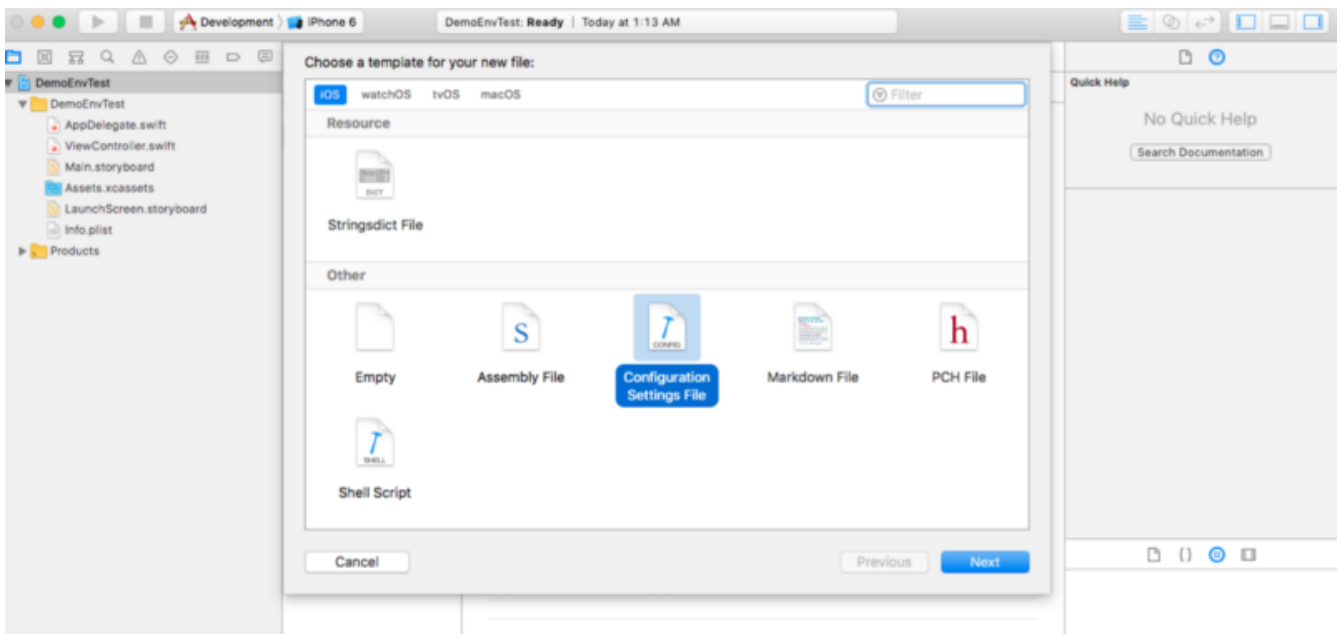 Development
iPhone 6
DemoEnvTest: Ready | Today at 1:13 AM
DemoEnvTest
DemoEnvTest
AppDelegate.swift
ViewController.swift
Main.storyboard
Assets.xcassets
LaunchScreen.storyboard
Info.plist
Products
Choose a template for your new file:
iOS watchOS tvOS macOS
Filter
Resource
DICT
Stringsdict File
Other
Empty
S
Assembly File
CONFIG
Configuration
Settings File
Markdown File
h
PCH File
SHELL
Shell Script
Cancel
Previous
Next
Quick Help
No Quick Help
Search Documentation